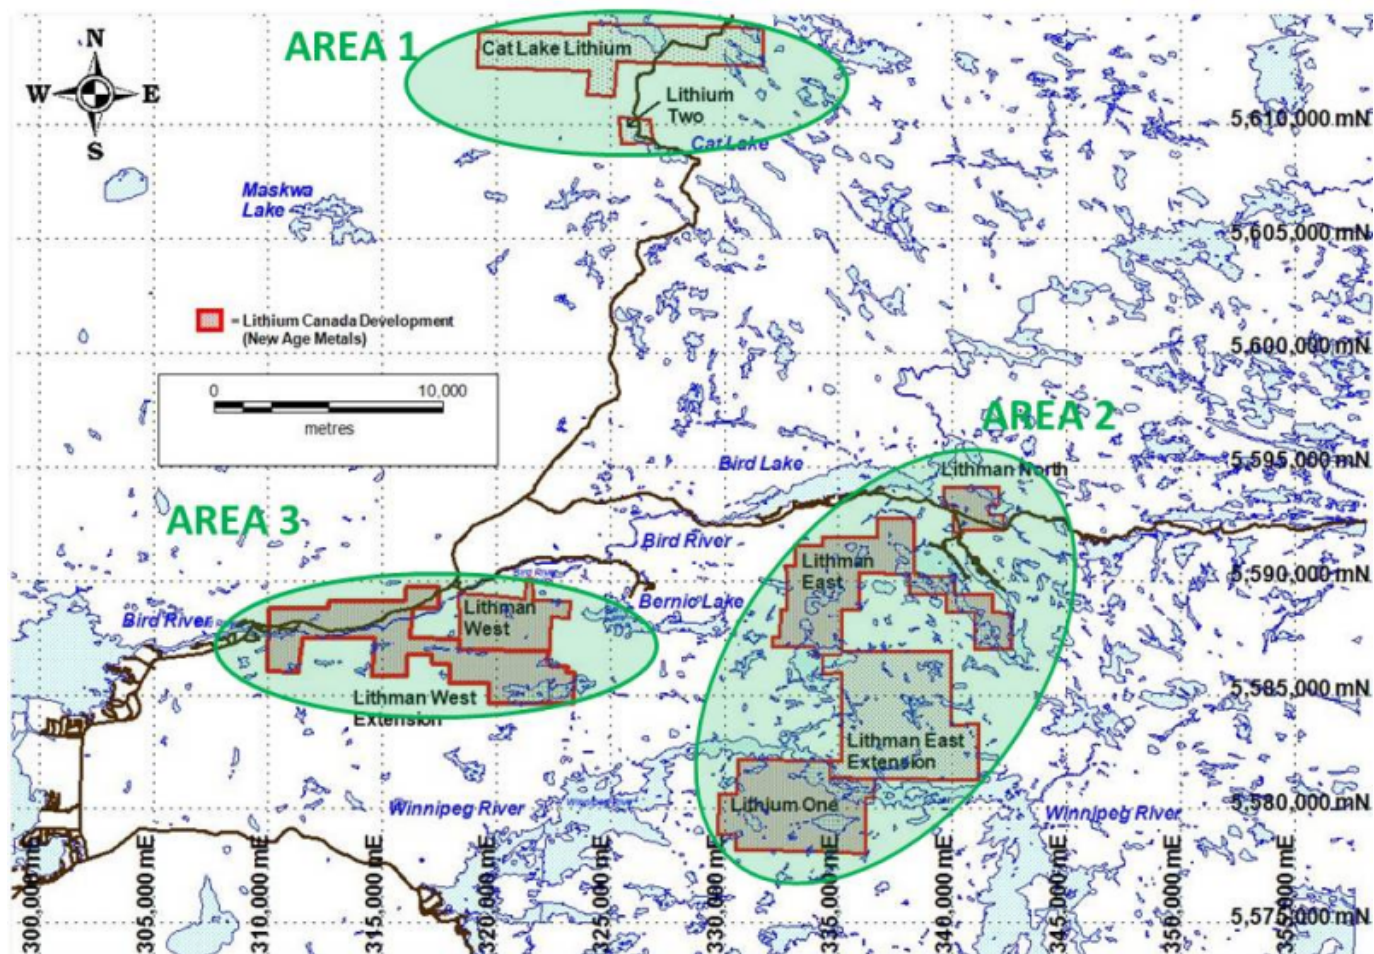 AREA 1
N
W
E
S
Cat Lake Lithium
Lithium
Two
Cat Lake
5,610,000 mN
Maskwa
Lake
5,605,000 mN
= Lithium Canada Development
(New Age Metals)
5,600,000 mN
0
10,000
metres
AREA 2
Bird Lake
5,595,000 mN
Lithman North
AREA 3
Bird River
Lithman
East
5,590,000 mN
Bird River
Bernic Lake
Lithman
West
Bird River
5,585,000 mN
Lithman West
Extension
Lithman East
Extension
Winnipeg River
Winnipeg River
Lithium One
5,580,000 mN
Winnipeg River
5,575,000 mN
300,000 mE
305,000 mE
310,000 mE
315,000 mE
320,000 mE
325,000 mE
330,000 mE
335,000 mE
340,000 mE
345,000 mE
350,000 mE
355,000 mE